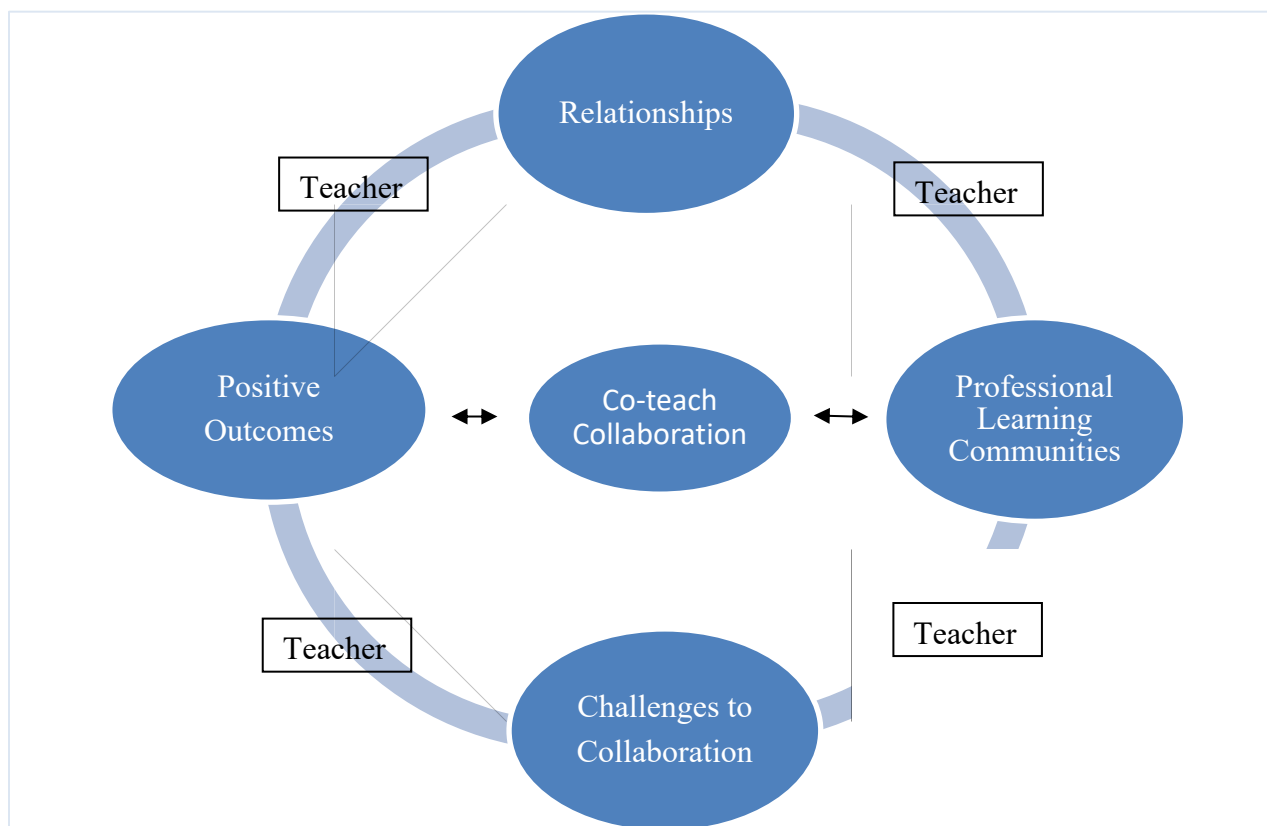 Relationships
Teacher
Teacher
Positive
Outcomes
Co-teach
Collaboration
Professional
Learning
Communities
Teacher
Teacher
Challenges to
Collaboration